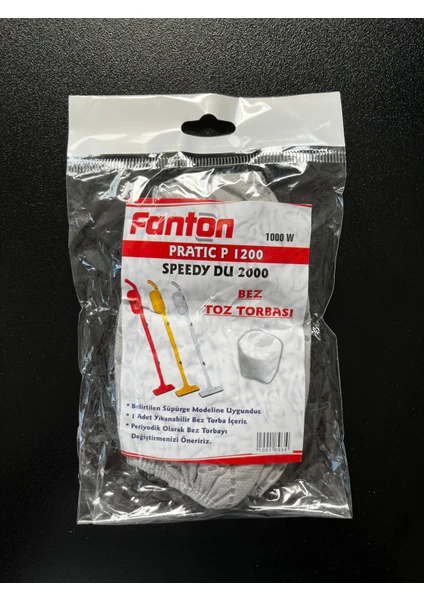 Fanton
1000 W
PRATIC P 1200
SPEEDY DU 2000
BEZ
TOZ TORBASI
* Belirtilen Süpürge Modeline Uygundur.
* 1 Adet Yıkanabilir Bez Torba İçerir.
* Periyodik Olarak Bez Torbayı
Değiştirmenizi Öneririz.